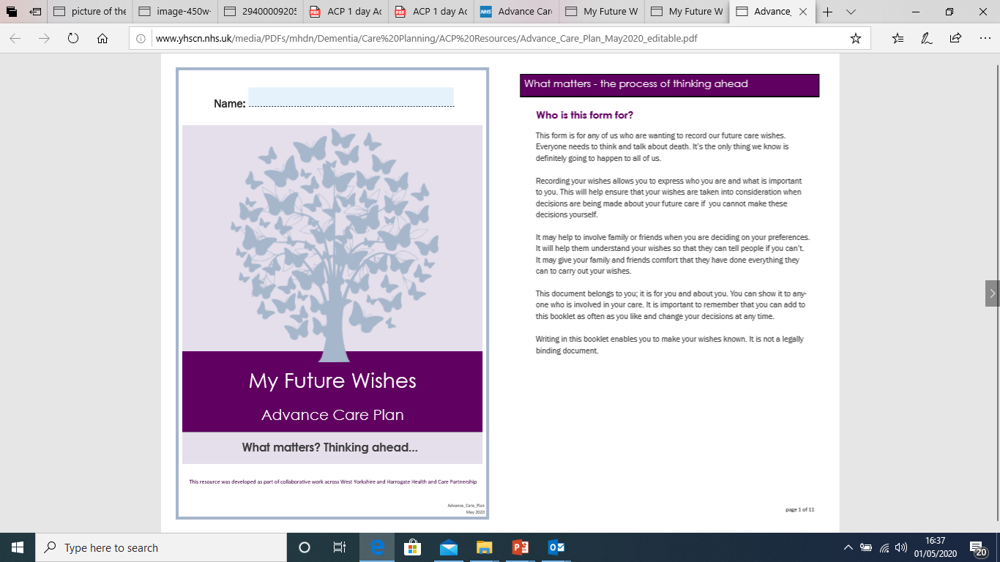 picture of the
image-450w-
29400009205
ACP 1 day Ac
ACP 1 day Ac
NHS
Advance Care
My Future W
My Future W
Advance_
www.yhscn.nhs.uk/media/PDFs/mhdn/Dementia/Care%20Planning/ACP%20Resources/Advance_Care_Plan_May2020_editable.pdf
Name:
My Future Wishes
Advance Care Plan
What matters? Thinking ahead...
This resource was developed as part of collaborative work across West Yorkshire and Harrogate Health and Care Partnership
Advance_Care_Plan
May 2020
What matters - the process of thinking ahead
Who is this form for?
This form is for any of us who are wanting to record our future care wishes.
Everyone needs to think and talk about death. It's the only thing we know is
definitely going to happen to all of us.
Recording your wishes allows you to express who you are and what is important
to you. This will help ensure that your wishes are taken into consideration when
decisions are being made about your future care if you cannot make these
decisions yourself.
It may help to involve family or friends when you are deciding on your preferences.
It will help them understand your wishes so that they can tell people if you can't.
It may give your family and friends comfort that they have done everything they
can to carry out your wishes.
This document belongs to you; it is for you and about you. You can show it to any-
one who is involved in your care. It is important to remember that you can add to
this booklet as often as you like and change your decisions at any time.
Writing in this booklet enables you to make your wishes known. It is not a legally
binding document.
page 1 of 11
Type here to search
16:37
01/05/2020
20